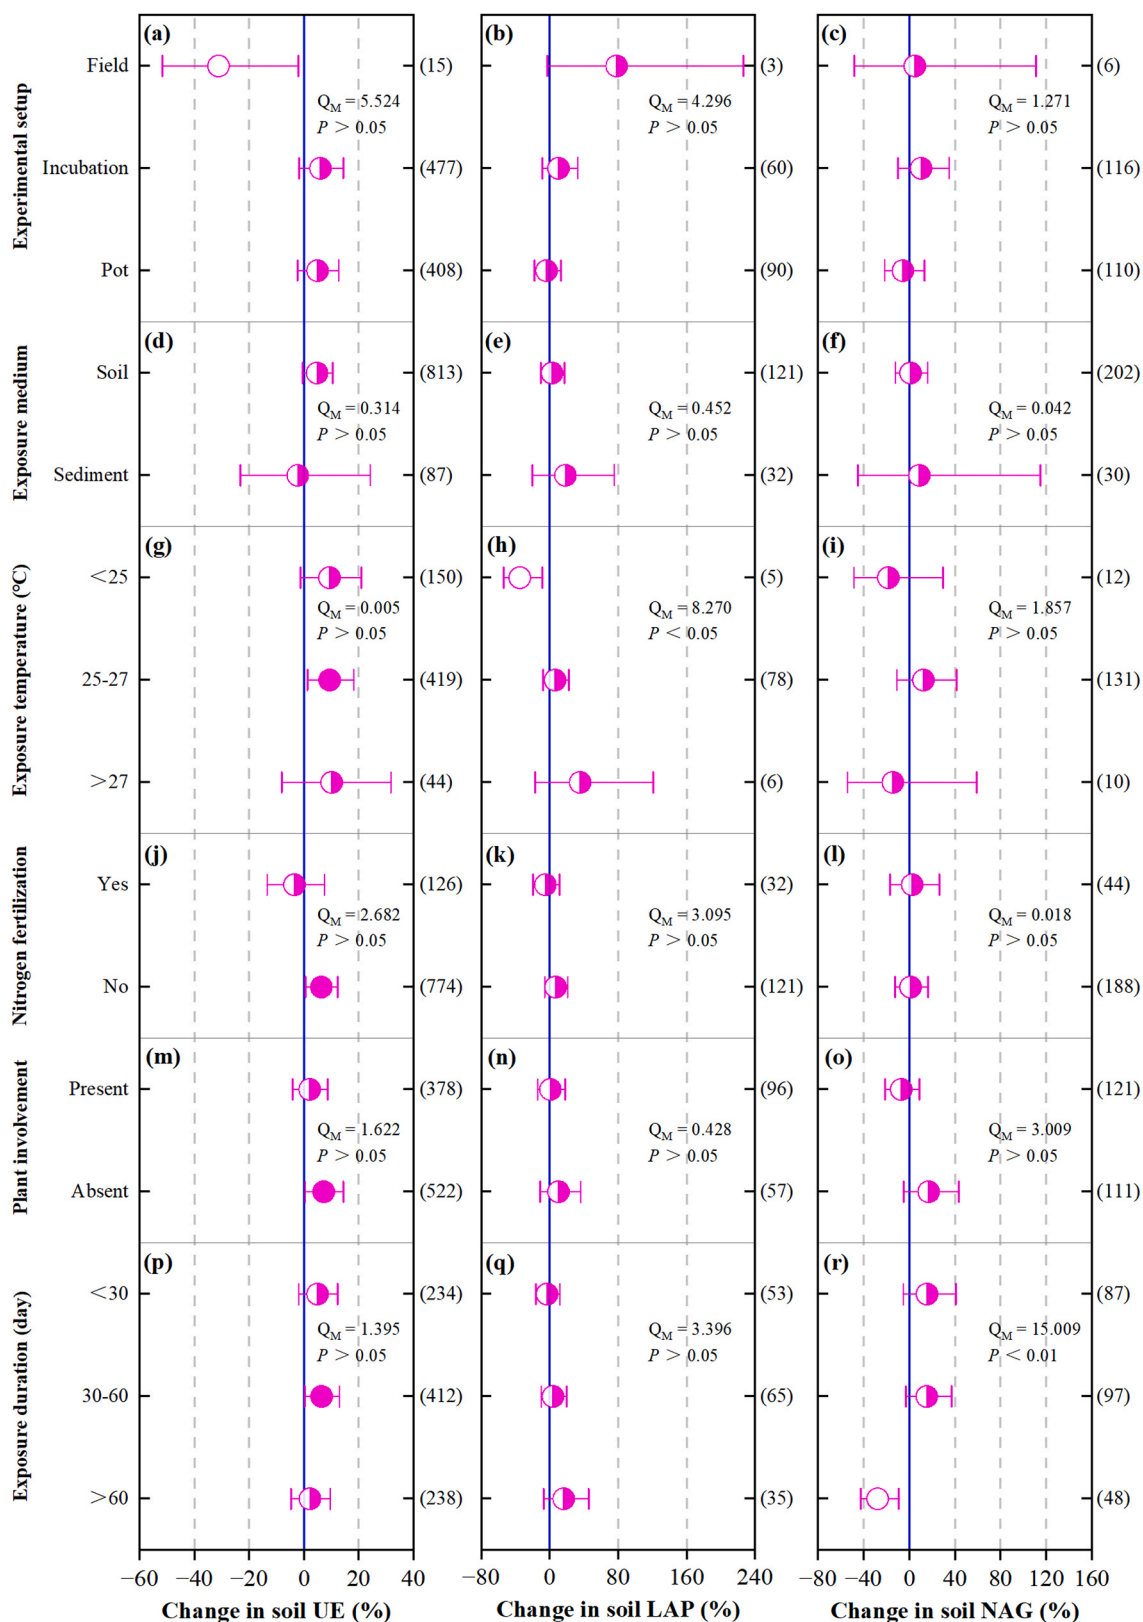 (a)
(b)
(c)
Experimental setup
Field
(15)
(3)
(6)
QM = 5.524
P > 0.05
QM = 4.296
P > 0.05
QM = 1.271
P > 0.05
Incubation
(477)
(60)
(116)
Pot
(408)
(90)
(110)
(d)
(e)
(f)
Exposure medium
Soil
(813)
(121)
(202)
QM = 0.314
P > 0.05
QM = 0.452
P > 0.05
QM = 0.042
P > 0.05
Sediment
(87)
(32)
(30)
(g)
(h)
(i)
Exposure temperature (℃)
<25
(150)
(5)
(12)
QM = 0.005
P > 0.05
QM = 8.270
P < 0.05
QM = 1.857
P > 0.05
25-27
(419)
(78)
(131)
>27
(44)
(6)
(10)
(j)
(k)
(l)
Nitrogen fertilization
Yes
(126)
(32)
(44)
QM = 2.682
P > 0.05
QM = 3.095
P > 0.05
QM = 0.018
P > 0.05
No
(774)
(121)
(188)
(m)
(n)
(o)
Plant involvement
Present
(378)
(96)
(121)
QM = 1.622
P > 0.05
QM = 0.428
P > 0.05
QM = 3.009
P > 0.05
Absent
(522)
(57)
(111)
(p)
(q)
(r)
Exposure duration (day)
<30
(234)
(53)
(87)
QM = 1.395
P > 0.05
QM = 3.396
P > 0.05
QM = 15.009
P < 0.01
30-60
(412)
(65)
(97)
>60
(238)
(35)
(48)
−60 −40 −20 0 20 40
−80 0 80 160 240
−80 −40 0 40 80 120 160
Change in soil UE (%)
Change in soil LAP (%)
Change in soil NAG (%)